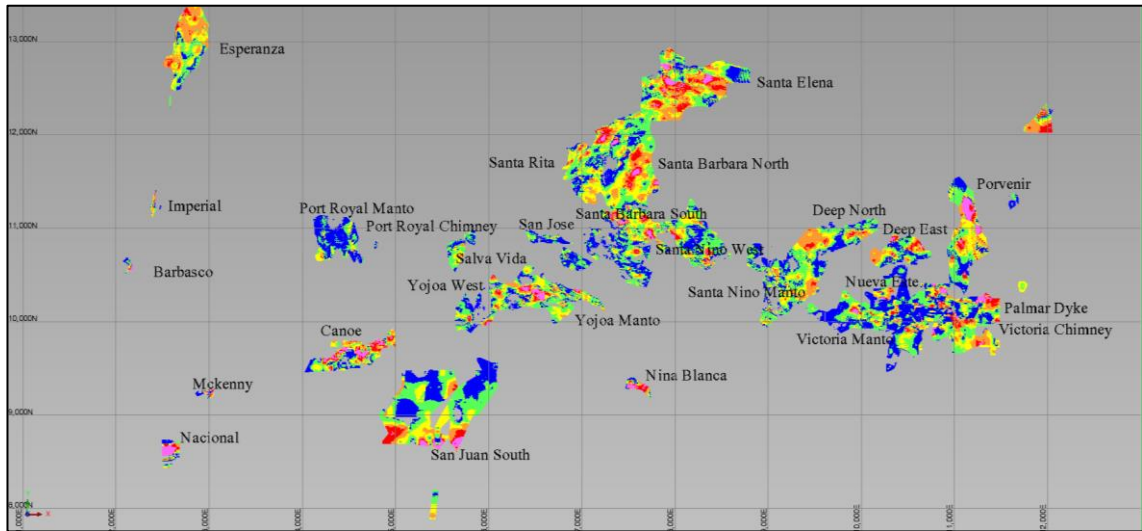 13,000N
Esperanza
Santa Elena
12,000N
Santa Rita
Santa Barbara North
Porvenir
Imperial
Port Royal Manto
Port Royal Chimney
San Jose
Santa Barbara South
Deep North
11,000N
Deep East
Salva Vida
Santa Nino West
Barbasco
Yojoa West
Santa Nino Manto
Nueva Este
Palmar Dyke
10,000N
Yojoa Manto
Canoe
Victoria Manto
Victoria Chimney
Mckenny
Nina Blanca
9,000N
Nacional
San Juan South
8,000N
X